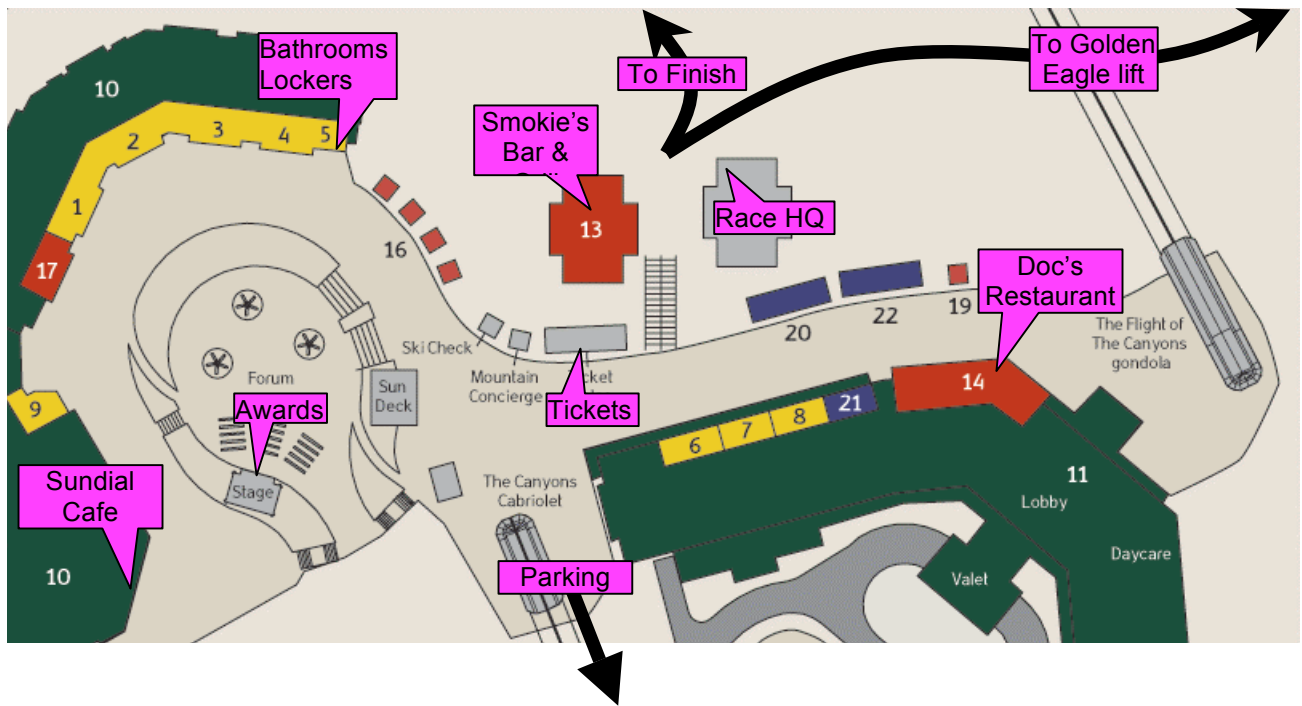 Bathrooms
Lockers
To Finish
To Golden
Eagle lift
10
2
3
4
5
1
17
Smokie's
Bar &
13
Race HQ
16
Doc's
Restaurant
20
22
19
The Flight of
The Canyons
gondola
Ski Check
Mountain
Concierge
Tickets
Forum
Sun
Deck
Awards
Stage
9
14
6
7
8
21
11
Lobby
Sundial
Cafe
10
The Canyons
Cabriolet
Parking
Daycare
Valet